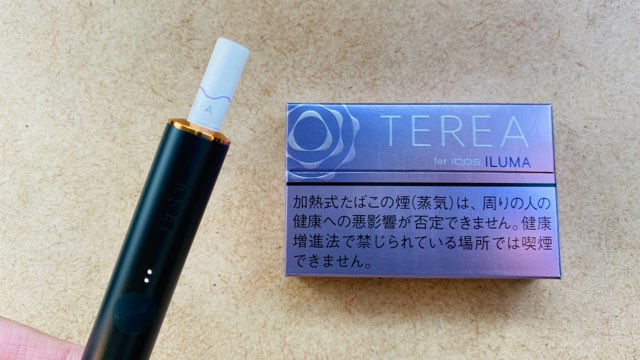 TEREA
for IQOS ILUMA
加熱式たばこの煙(蒸気)は、周りの人の
健康への悪影響が否定できません。健康
増進法で禁じられている場所では喫煙
できません。
IQOS